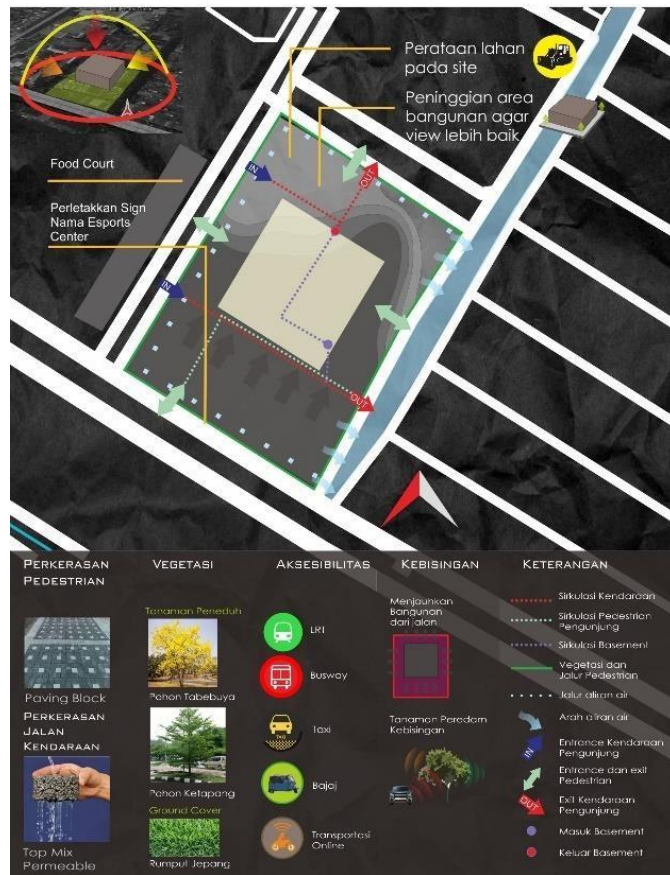 Perataan lahan
pada site
Peninggian area
bangunan agar
view lebih baik
Food Court
Perletakkan Sign
Nama Esports
Center
IN
OUT
IN
OUT
PERKERASAN
PEDESTRIAN
Paving Block
PERKERASAN
JALAN
KENDARAAN
Top Mix
Permeable
VEGETASI
Tanaman Peneduh
Pohon Tabebuya
Pohon Ketapang
Ground Cover
Rumput Jepang
AKSESIBILITAS
LRT
Busway
TAXI
Taxi
Bajaj
Transportasi
Online
KEBISINGAN
Menjauhkan
Bangunan
dari jalan
Tanaman Peredam
Kebisingan
KETERANGAN
Sirkulasi Kendaraan
Sirkulasi Pedestrian
Pengunjung
Sirkulasi Basement
Vegetasi dan
Jalur Pedestrian
Jalur aliran air
Arah aliran air
IN
Entrance Kendaraan
Pengunjung
Entrance dan exit
Pedestrian
OUT
Exit Kendaraan
Pengunjung
Masuk Basement
Keluar Basement